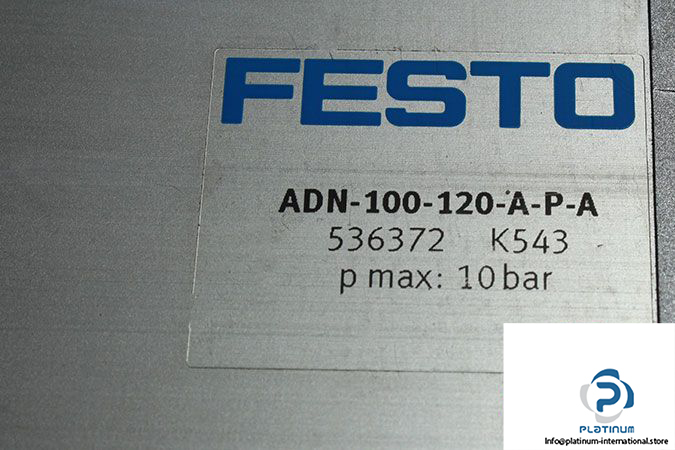 FESTO
ADN-100-120-A-P-A
536372 K543
p max: 10 bar
PLATINUM
Info@platinum-international.store